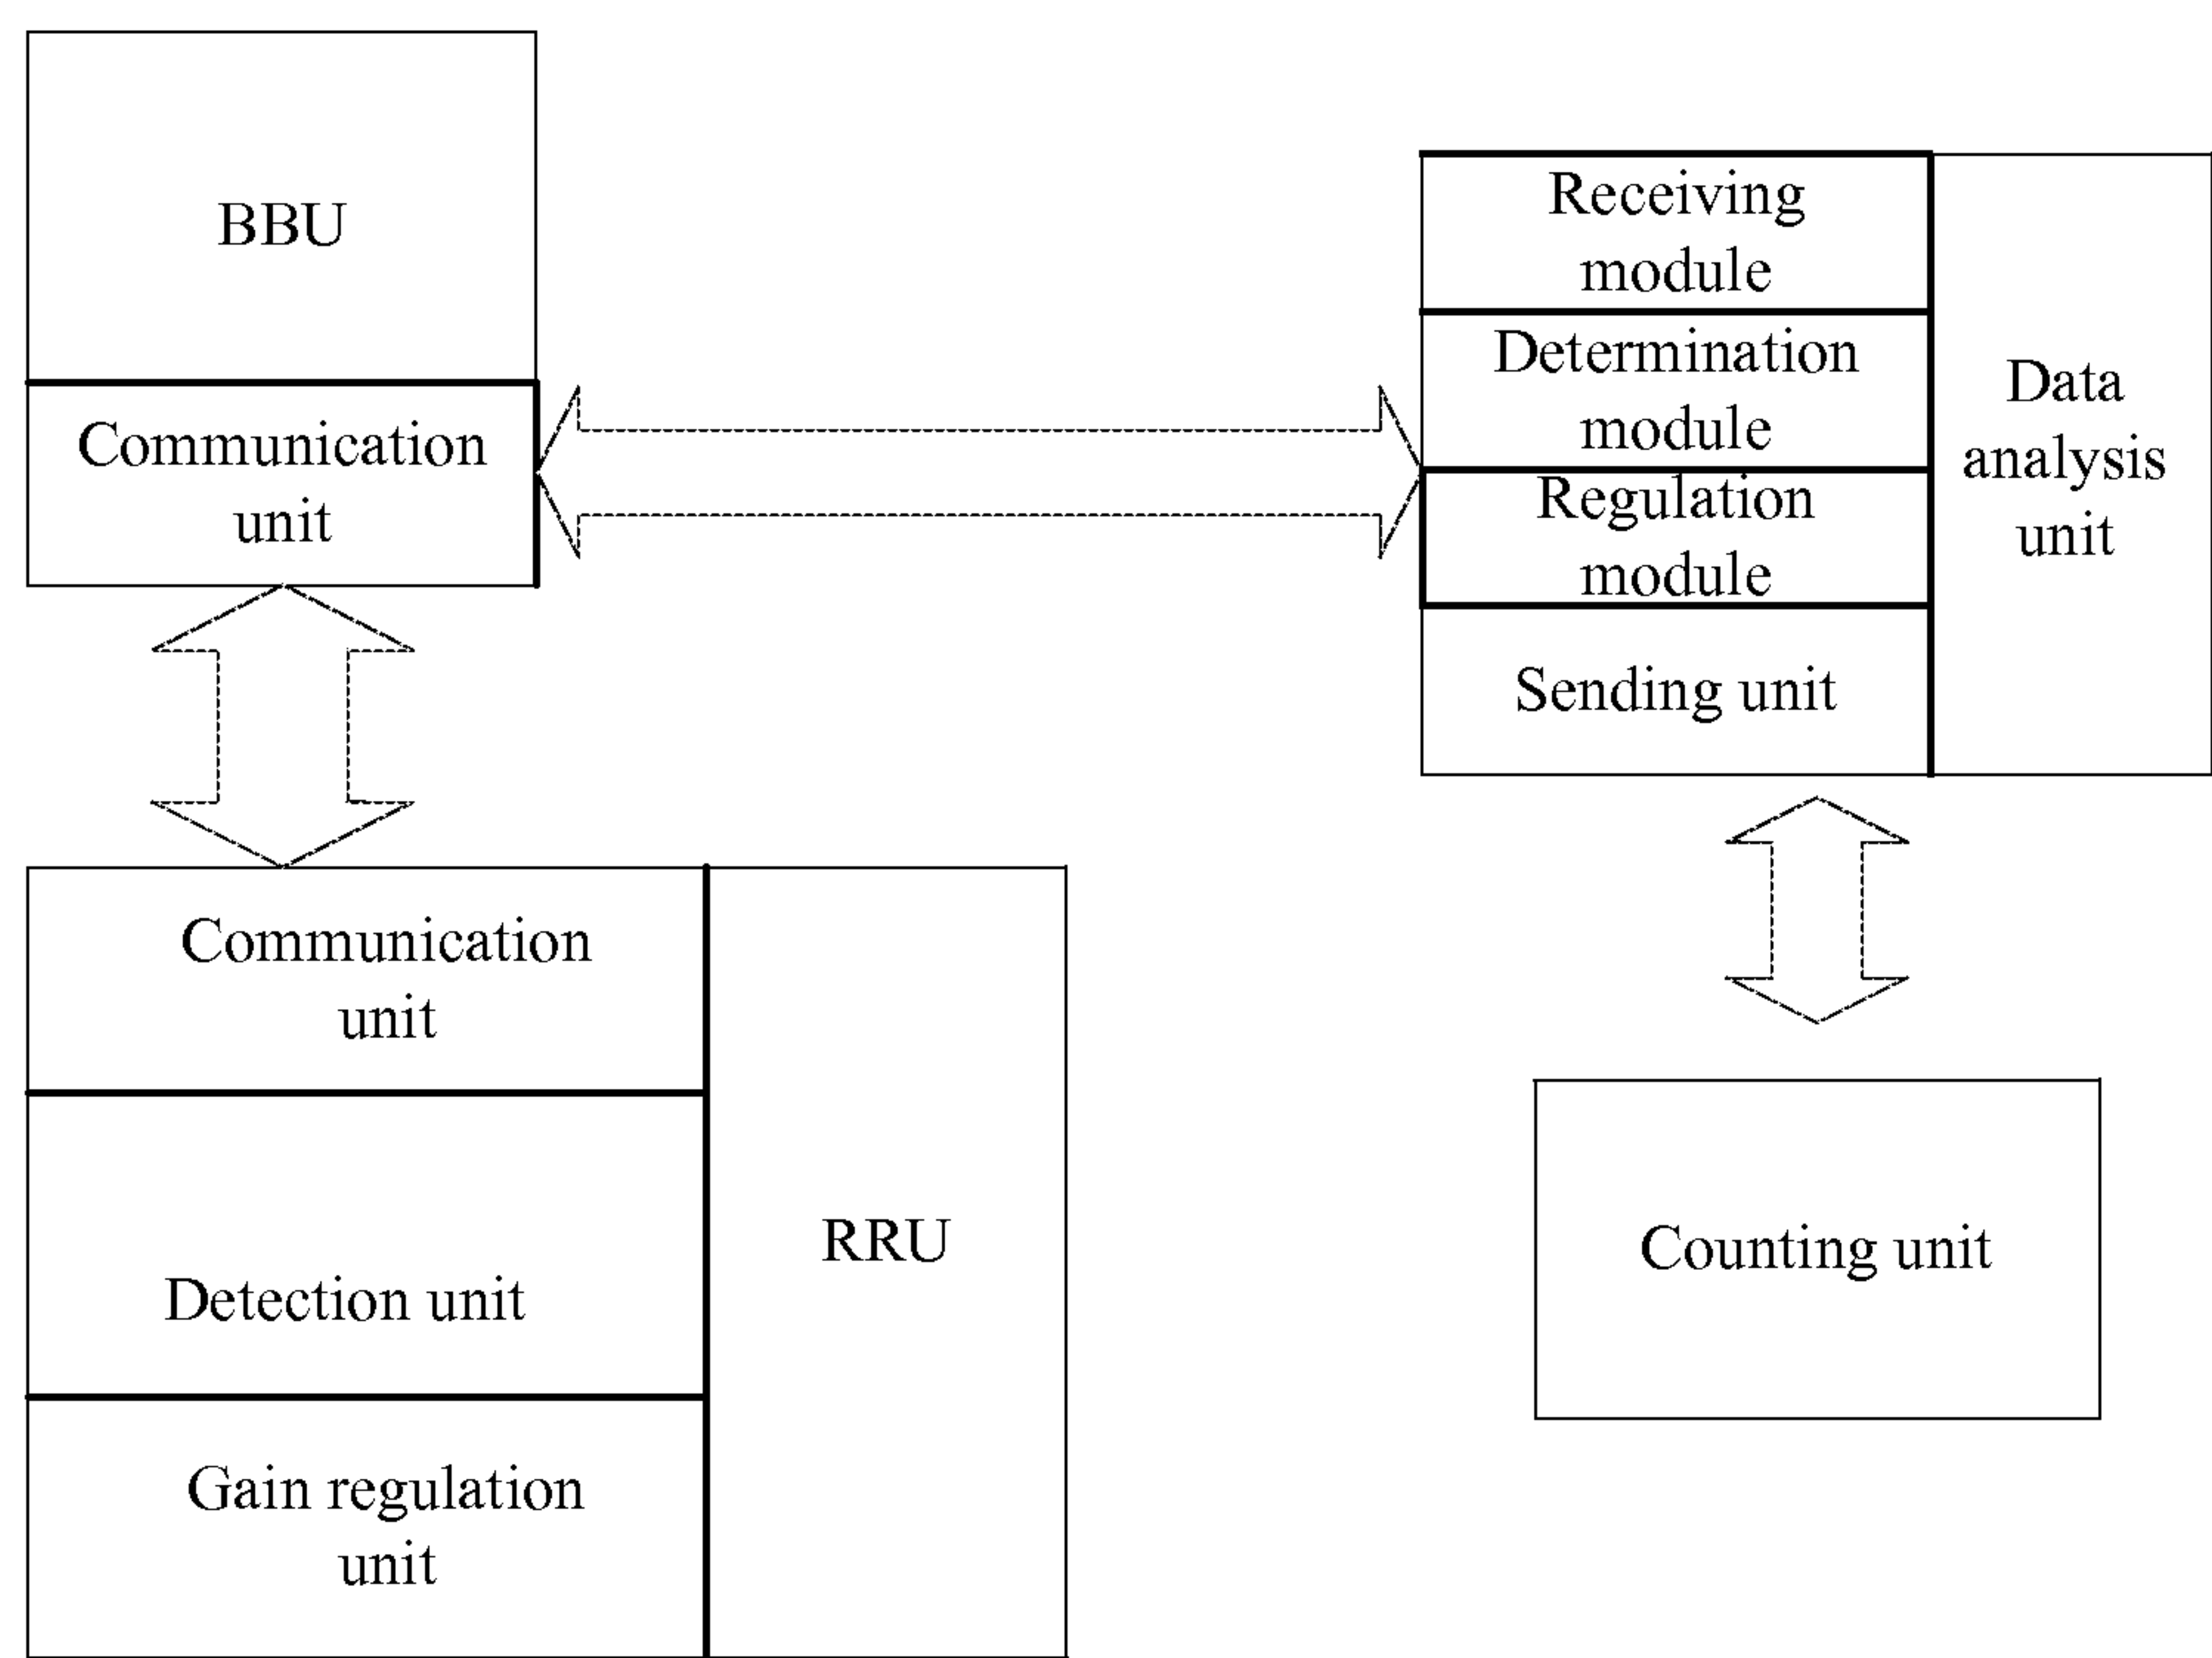 BBU
Communication
unit
Receiving
module
Determination
module
Regulation
module
Sending unit
Data
analysis
unit
Communication
unit
Detection unit
Gain regulation
unit
RRU
Counting unit